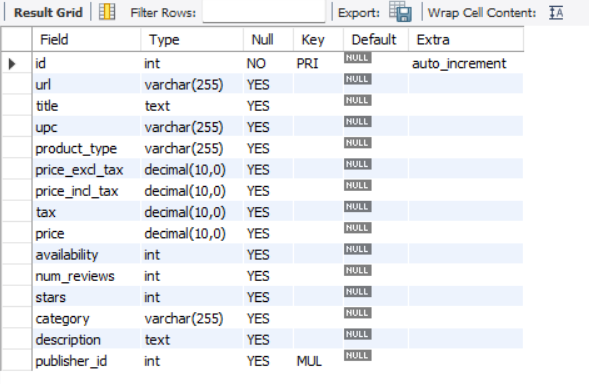 Result Grid Filter Rows: Export: Wrap Cell Content: IA
Field Type Null Key Default Extra
id int NO PRI NULL auto_increment
url varchar(255) YES NULL
title text YES NULL
upc varchar(255) YES NULL
product_type varchar(255) YES NULL
price_excl_tax decimal(10,0) YES NULL
price_incl_tax decimal(10,0) YES NULL
tax decimal(10,0) YES NULL
price decimal(10,0) YES NULL
availability int YES NULL
num_reviews int YES NULL
stars int YES NULL
category varchar(255) YES NULL
description text YES NULL
publisher_id int YES MUL NULL